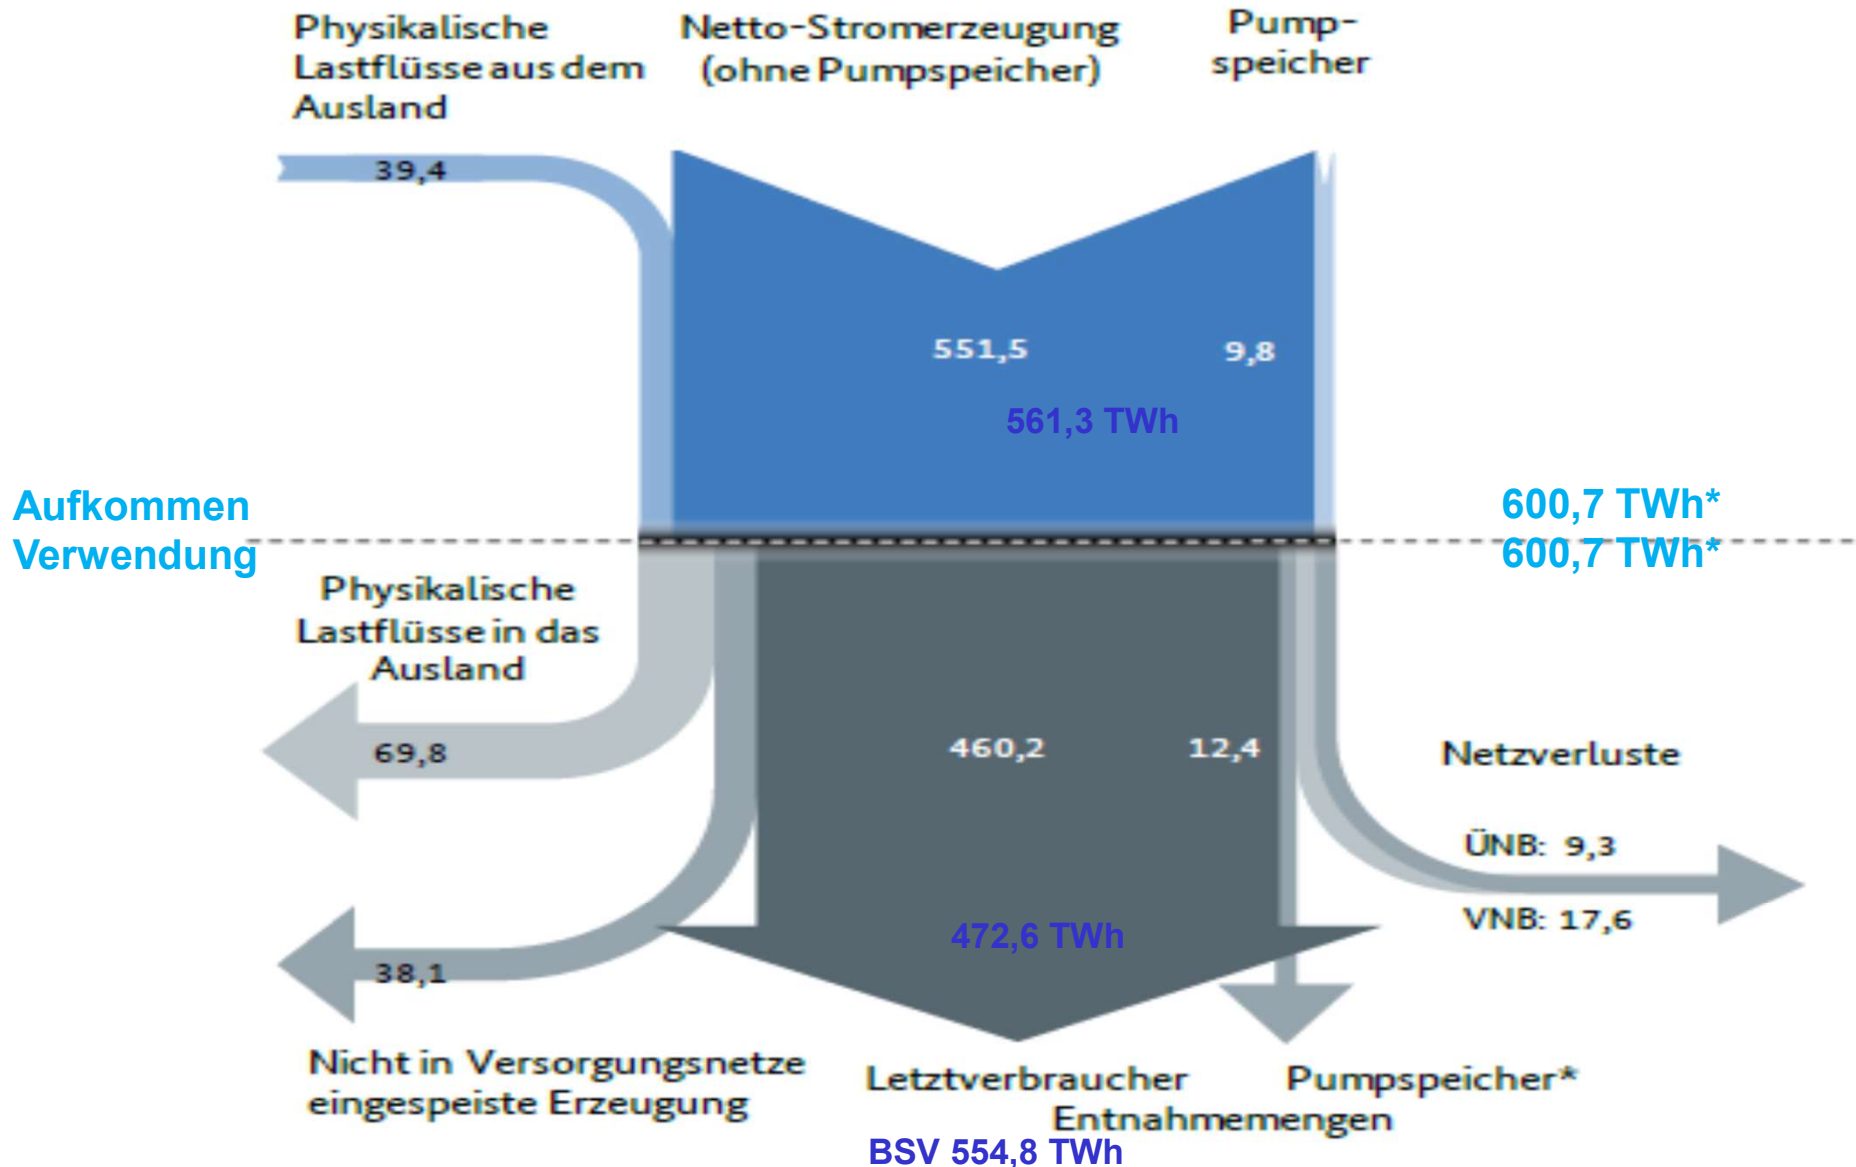 Physikalische
Lastflüsse aus dem
Ausland
Netto-Stromerzeugung
(ohne Pumpspeicher)
Pump-
speicher
39,4
551,5
9,8
561,3 TWh
Aufkommen
600,7 TWh*
Verwendung
600,7 TWh*
Physikalische
Lastflüsse in das
Ausland
69,8
460,2
12,4
Netzverluste
ÜNB: 9,3
VNB: 17,6
472,6 TWh
38,1
Nicht in Versorgungsnetze
eingespeiste Erzeugung
Letztverbraucher
Pumpspeicher*
Entnahmemengen
BSV 554,8 TWh